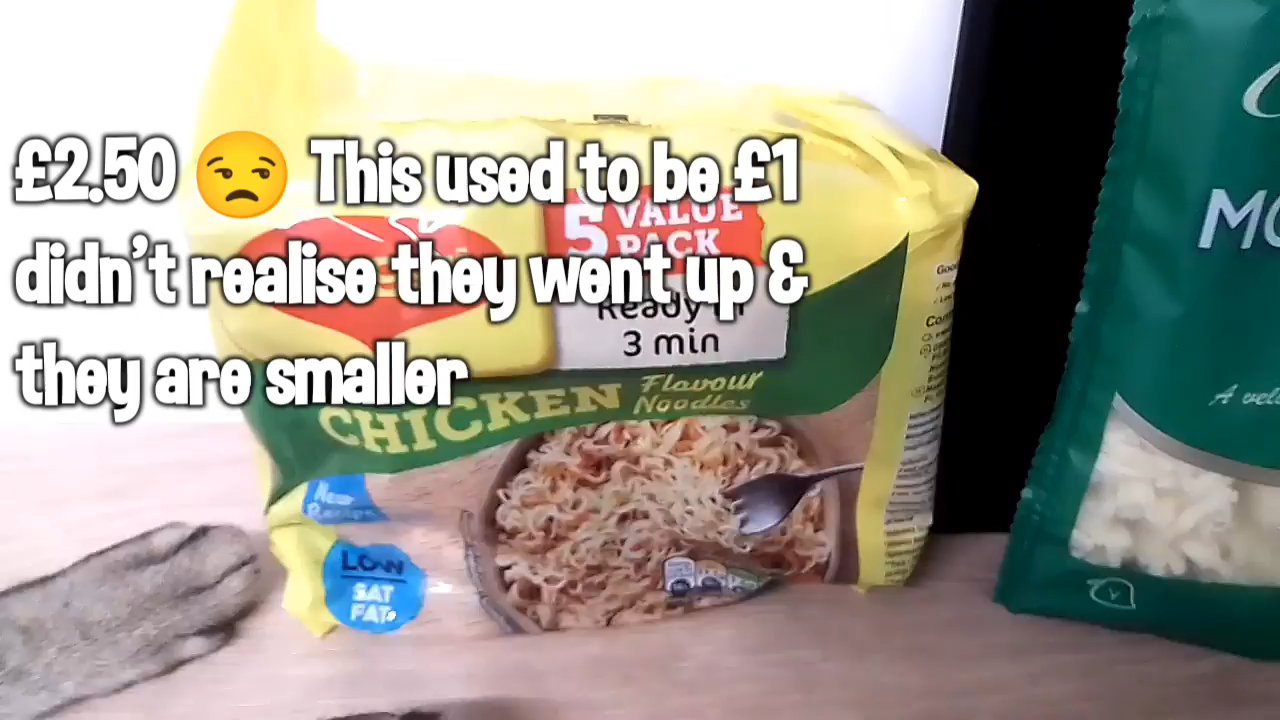 £2.50 😒 This used to be £1
didn't realise they went up &
they are smaller
5 VALUE
PACK
Ready in
3 min
CHICKEN Flavour
Noodles
New
LOW
SAT
FAT